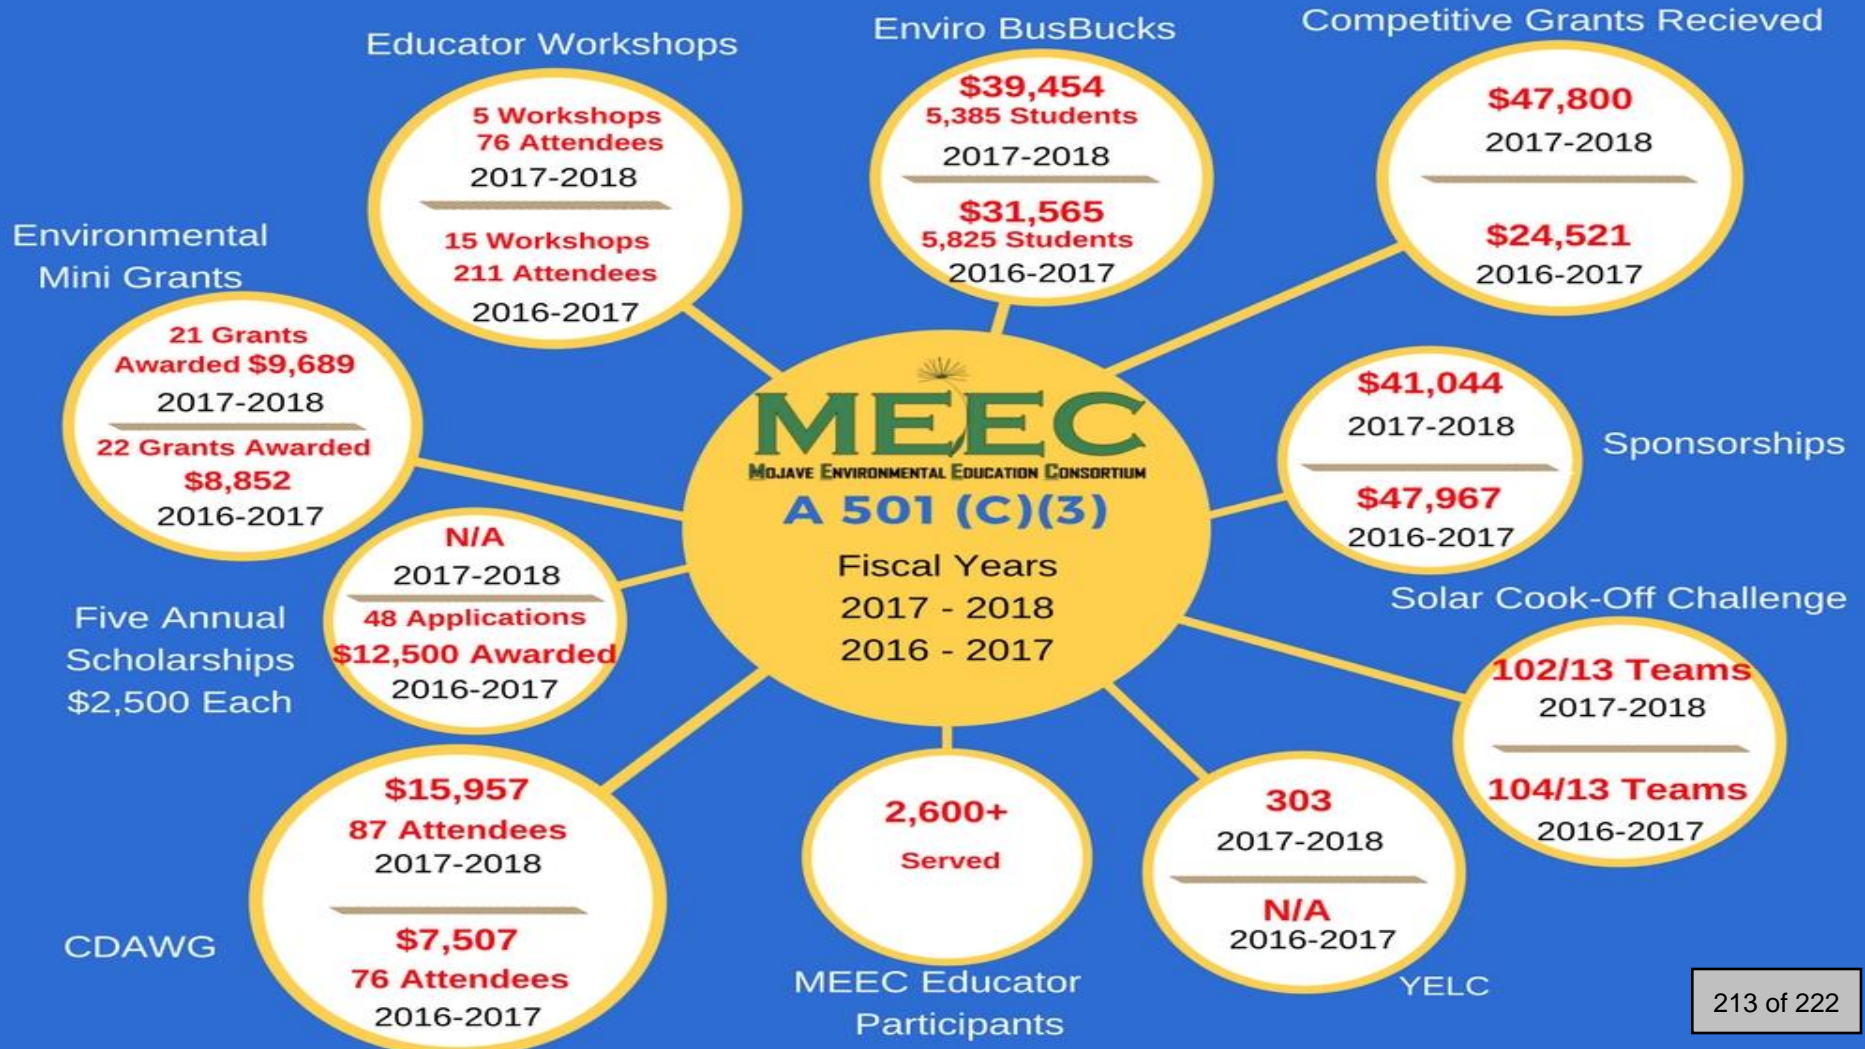 Educator Workshops
5 Workshops
76 Attendees
2017-2018
15 Workshops
211 Attendees
2016-2017
Enviro BusBucks
$39,454
5,385 Students
2017-2018
$31,565
5,825 Students
2016-2017
Competitive Grants Recieved
$47,800
2017-2018
$24,521
2016-2017
Environmental
Mini Grants
21 Grants
Awarded $9,689
2017-2018
22 Grants Awarded
$8,852
2016-2017
MEEC
MOJAVE ENVIRONMENTAL EDUCATION CONSORTIUM
A 501 (C)(3)
Fiscal Years
2017 - 2018
2016 - 2017
$41,044
2017-2018
$47,967
2016-2017
Sponsorships
Five Annual
Scholarships
$2,500 Each
N/A
2017-2018
48 Applications
$12,500 Awarded
2016-2017
Solar Cook-Off Challenge
102/13 Teams
2017-2018
104/13 Teams
2016-2017
CDAWG
$15,957
87 Attendees
2017-2018
$7,507
76 Attendees
2016-2017
2,600+
Served
MEEC Educator
Participants
303
2017-2018
N/A
2016-2017
YELC
213 of 222